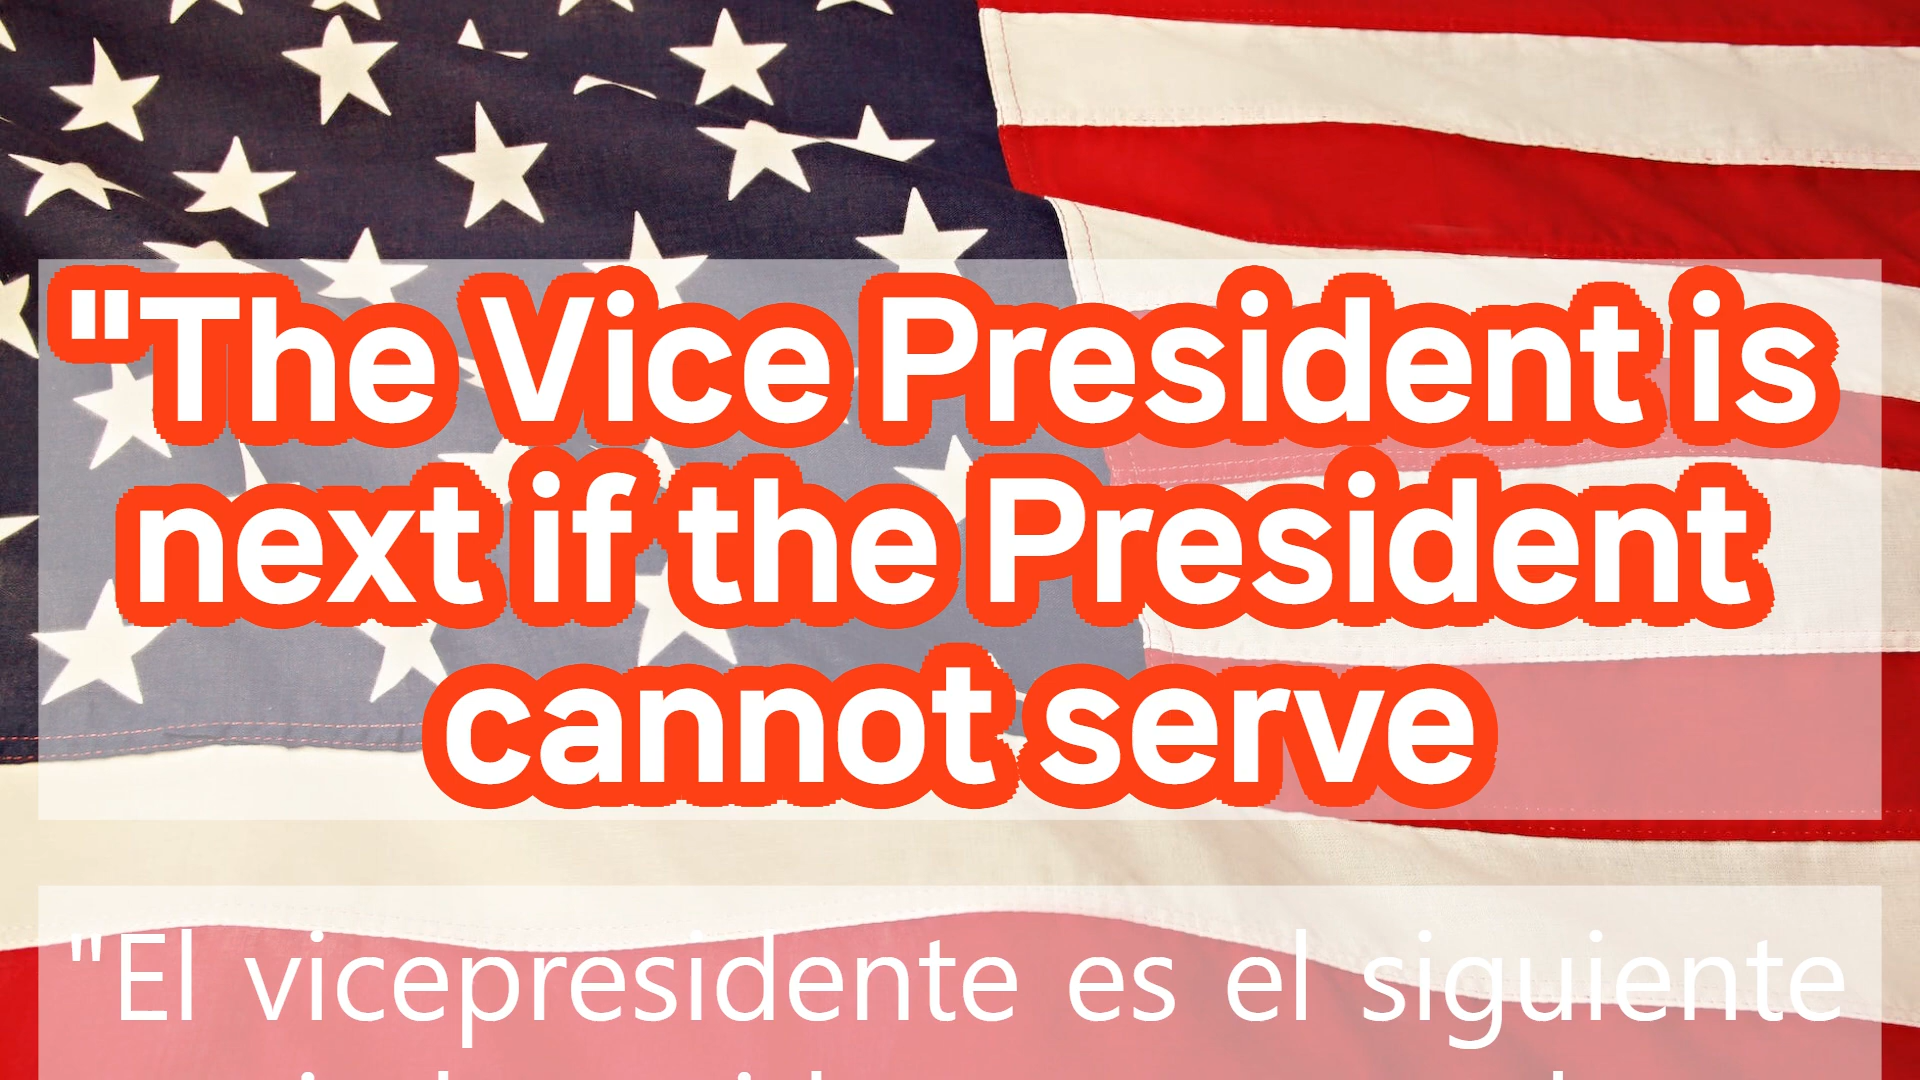 "The Vice President is
next if the President
cannot serve
"El vicepresidente es el siguiente